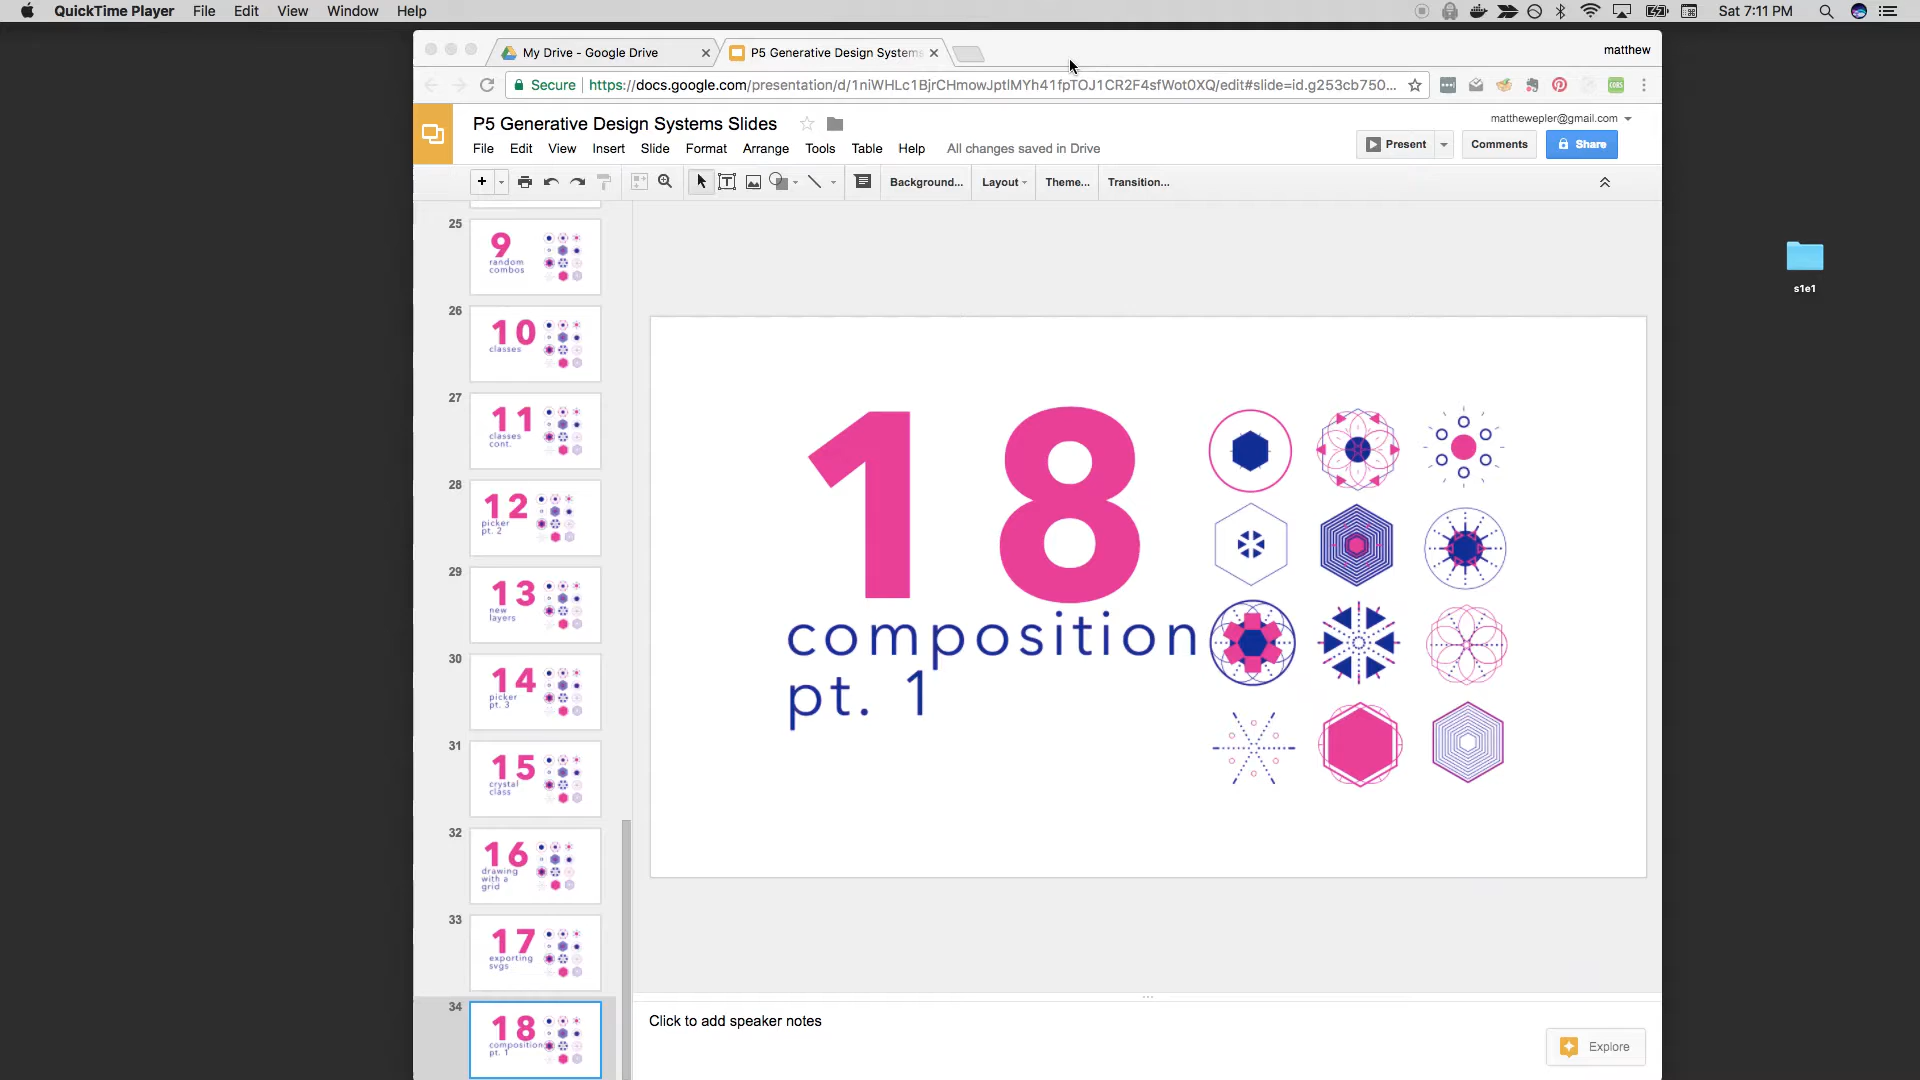 QuickTime Player File Edit View Window Help Sat 7:11 PM
My Drive - Google Drive P5 Generative Design Systems matthew
Secure https://docs.google.com/presentation/d/1niWHLc1BjrCHmowJptlMYh41fpTOJ1CR2F4sfWot0XQ/edit#slide=id.g253cb750...
P5 Generative Design Systems Slides matthewepler@gmail.com
File Edit View Insert Slide Format Arrange Tools Table Help All changes saved in Drive Present Comments Share
Background... Layout Theme... Transition...
25
9
random
combos
26
10
classes
27
11
classes
cont.
28
12
picker
pt. 2
29
13
new
layers
30
14
picker
pt. 3
31
15
crystal
class
32
16
drawing
with a
grid
33
17
exporting
svgs
34
18
composition
pt. 1
18
composition
pt. 1
Click to add speaker notes
Explore
s1e1